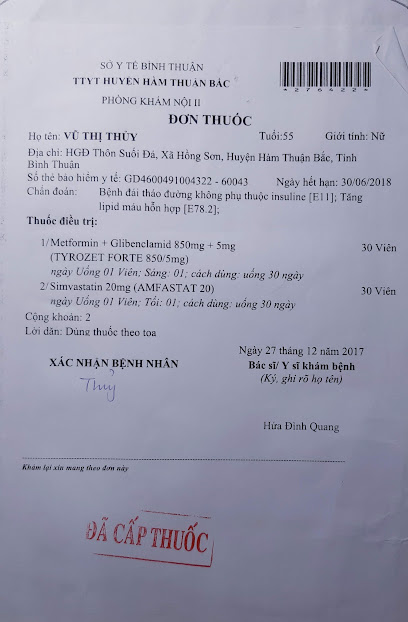 SỞ Y TẾ BÌNH THUẬN
TTYT HUYỆN HÀM THUẬN BẮC
PHÒNG KHÁM NỘI II
*276422*
ĐƠN THUỐC
Họ tên: VŨ THỊ THỦY Tuổi:55 Giới tính: Nữ
Địa chỉ: HGĐ Thôn Suối Đá, Xã Hồng Sơn, Huyện Hàm Thuận Bắc, Tỉnh
Bình Thuận
Số thẻ bảo hiểm y tế: GD4600491004322 - 60043 Ngày hết hạn: 30/06/2018
Chẩn đoán: Bệnh đái tháo đường không phụ thuộc insuline [E11]; Tăng
lipid máu hỗn hợp [E78.2];
Thuốc điều trị:
1/ Metformin + Glibenclamid 850mg + 5mg 30 Viên
(TYROZET FORTE 850/5mg)
ngày Uống 01 Viên; Sáng: 01; cách dùng: uống 30 ngày
2/ Simvastatin 20mg (AMFASTAT 20) 30 Viên
ngày Uống 01 Viên; Tối: 01; cách dùng: uống 30 ngày
Cộng khoản: 2
Lời dặn: Dùng thuốc theo toa
Ngày 27 tháng 12 năm 2017
XÁC NHẬN BỆNH NHÂN Bác sĩ/ Y sĩ khám bệnh
(Ký, ghi rõ họ tên)
Thuỷ
Hứa Đình Quang
Khám lại xin mang theo đơn này
ĐÃ CẤP THUỐC